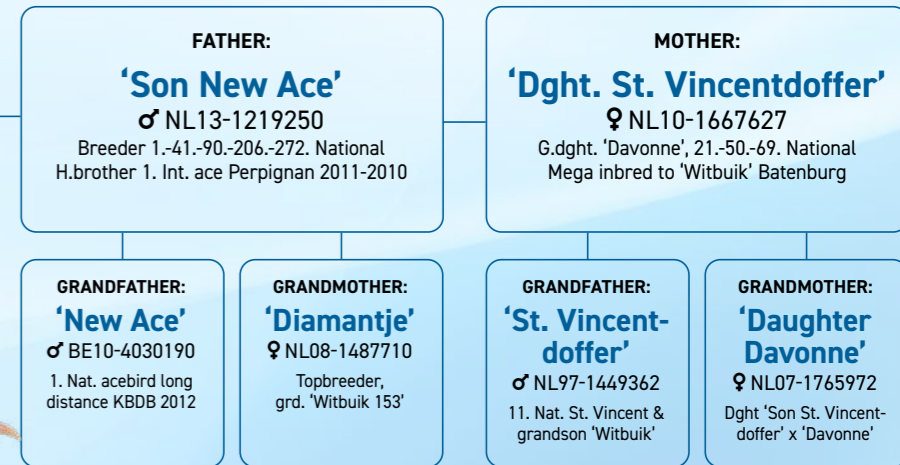 FATHER:
‘Son New Ace’
♂ NL13-1219250
Breeder 1.-41.-90.-206.-272. National
H.brother 1. Int. ace Perpignan 2011-2010
MOTHER:
‘Dght. St. Vincentdoffer’
♀ NL10-1667627
G.dght. ‘Davonne’, 21.-50.-69. National
Mega inbred to ‘Witbuik’ Batenburg
GRANDFATHER:
‘New Ace’
♂ BE10-4030190
1. Nat. acebird long
distance KBDB 2012
GRANDMOTHER:
‘Diamantje’
♀ NL08-1487710
Topbreeder,
grd. ‘Witbuik 153’
GRANDFATHER:
‘St. Vincent-
doffer’
♂ NL97-1449362
11. Nat. St. Vincent &
grandson ‘Witbuik’
GRANDMOTHER:
‘Daughter
Davonne’
♀ NL07-1765972
Dght ‘Son St. Vincent-
doffer’ x ‘Davonne’